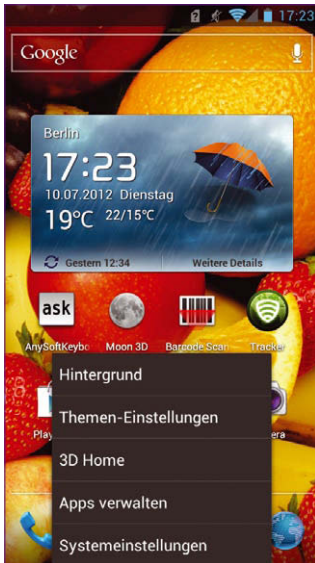 17:23
Google
Berlin
17:23
10.07.2012 Dienstag
19°C 22/15°C
Gestern 12:34 Weitere Details
ask
AnySoftKeybo Moon 3D Barcode Scan Tracker
Hintergrund
Themen-Einstellungen
3D Home
Apps verwalten
Systemeinstellungen